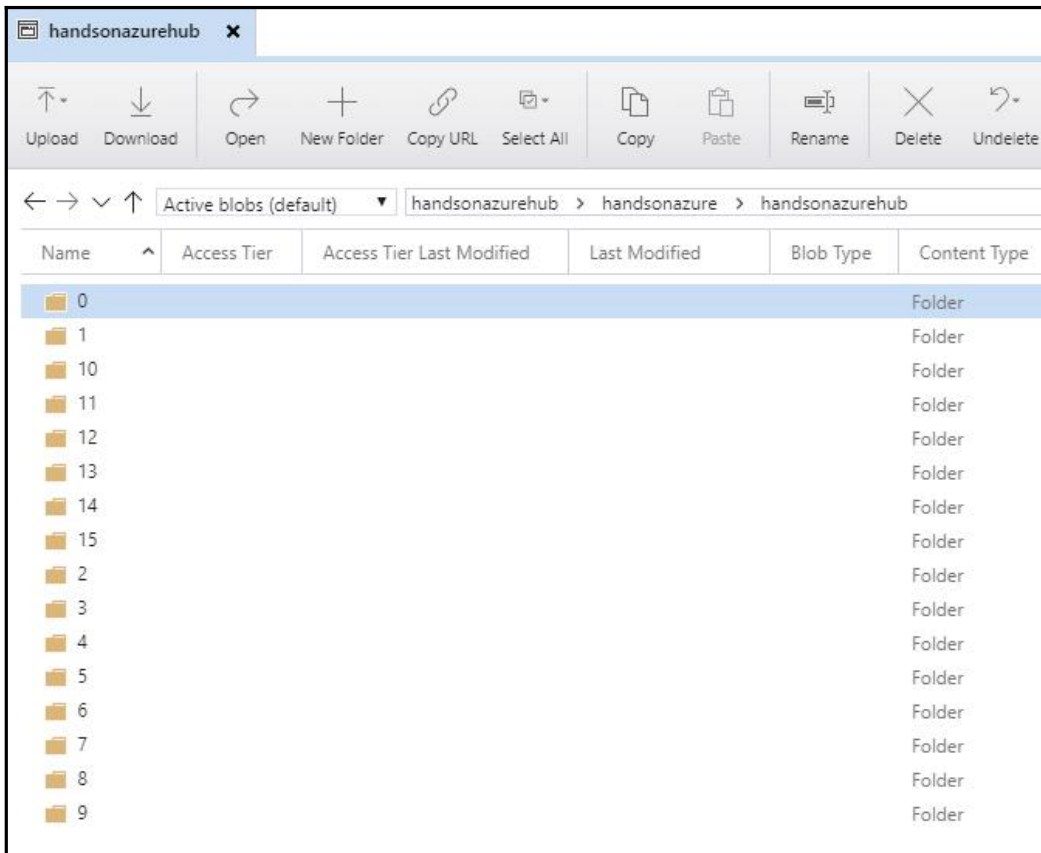 handsonazurehub
Upload Download Open New Folder Copy URL Select All Copy Paste Rename Delete Undelete
Active blobs (default) handsonazurehub > handsonazure > handsonazurehub
Name Access Tier Access Tier Last Modified Last Modified Blob Type Content Type
0 Folder
1 Folder
10 Folder
11 Folder
12 Folder
13 Folder
14 Folder
15 Folder
2 Folder
3 Folder
4 Folder
5 Folder
6 Folder
7 Folder
8 Folder
9 Folder